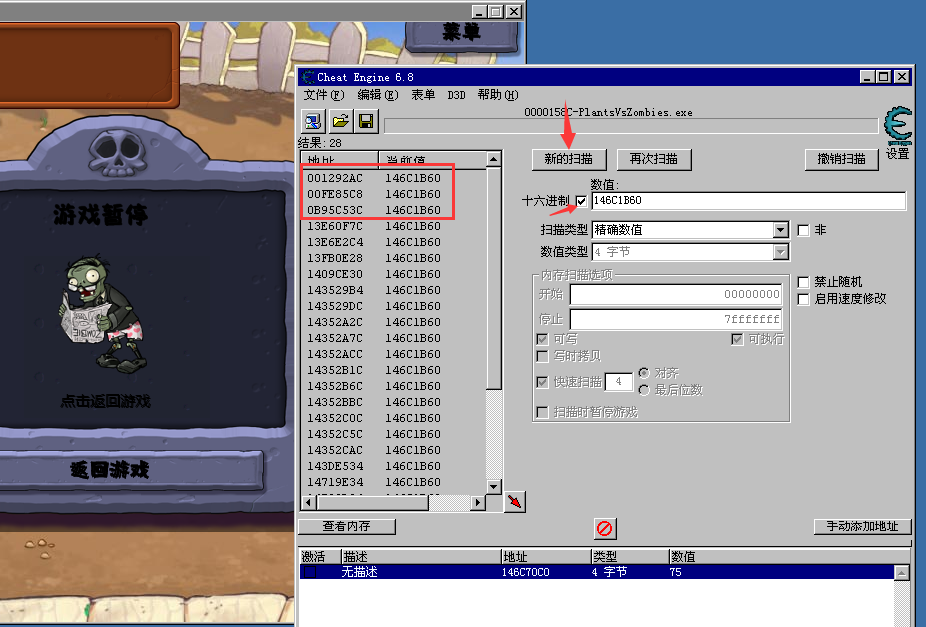 菜单
Cheat Engine 6.8
文件(F) 编辑(E) 表单 D3D 帮助(H)
0000158C-PlantsVsZombies.exe
结果: 28
设置
地址 当前值
新的扫描 再次扫描 撤销扫描
001292AC 146C1B60
00FE85C8 146C1B60
0B95C53C 146C1B60
13E60F7C 146C1B60
13E6E2C4 146C1B60
13FB0E28 146C1B60
1409CE30 146C1B60
143529B4 146C1B60
143529DC 146C1B60
14352A2C 146C1B60
14352A7C 146C1B60
14352ACC 146C1B60
14352B1C 146C1B60
14352B6C 146C1B60
14352BBC 146C1B60
14352C0C 146C1B60
14352C5C 146C1B60
14352CAC 146C1B60
143DE534 146C1B60
14719E34 146C1B60
数值:
十六进制 146C1B60
扫描类型 精确数值 非
数值类型 4 字节
内存扫描选项
开始 00000000
停止 7fffffff
可写 可执行
写时拷贝
快速扫描 4 对齐
最后位数
扫描时暂停游戏
禁止随机
启用速度修改
游戏暂停
ZOMBIE
点击返回游戏
返回游戏
查看内存 手动添加地址
激活 描述 地址 类型 数值
无描述 146C70C0 4 字节 75